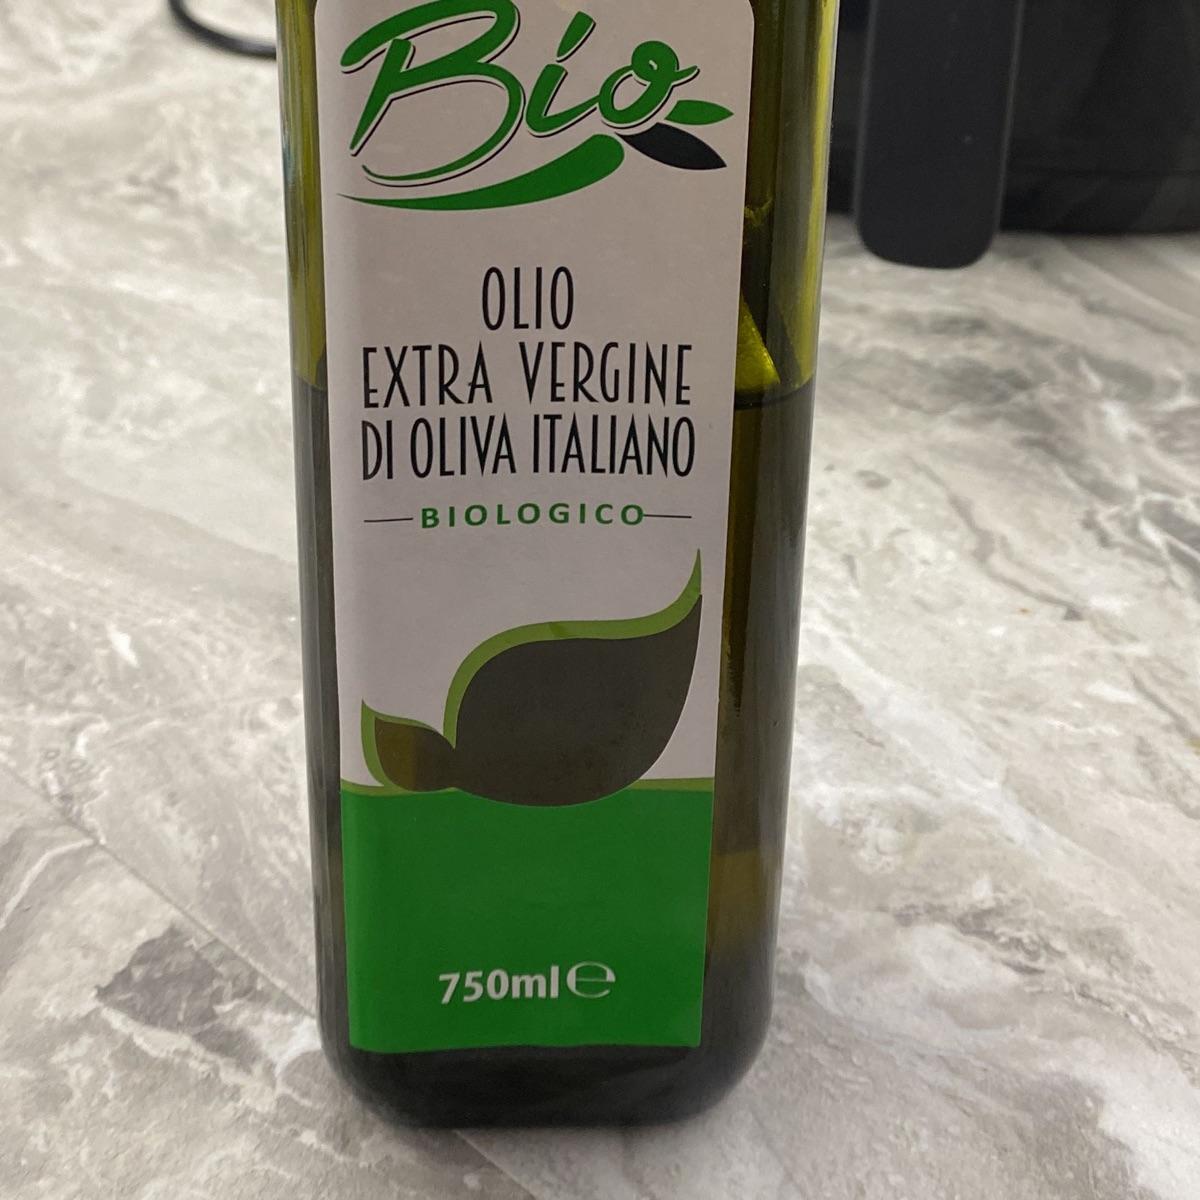 Bio
OLIO
EXTRA VERGINE
DI OLIVA ITALIANO
BIOLOGICO
750ml ℮